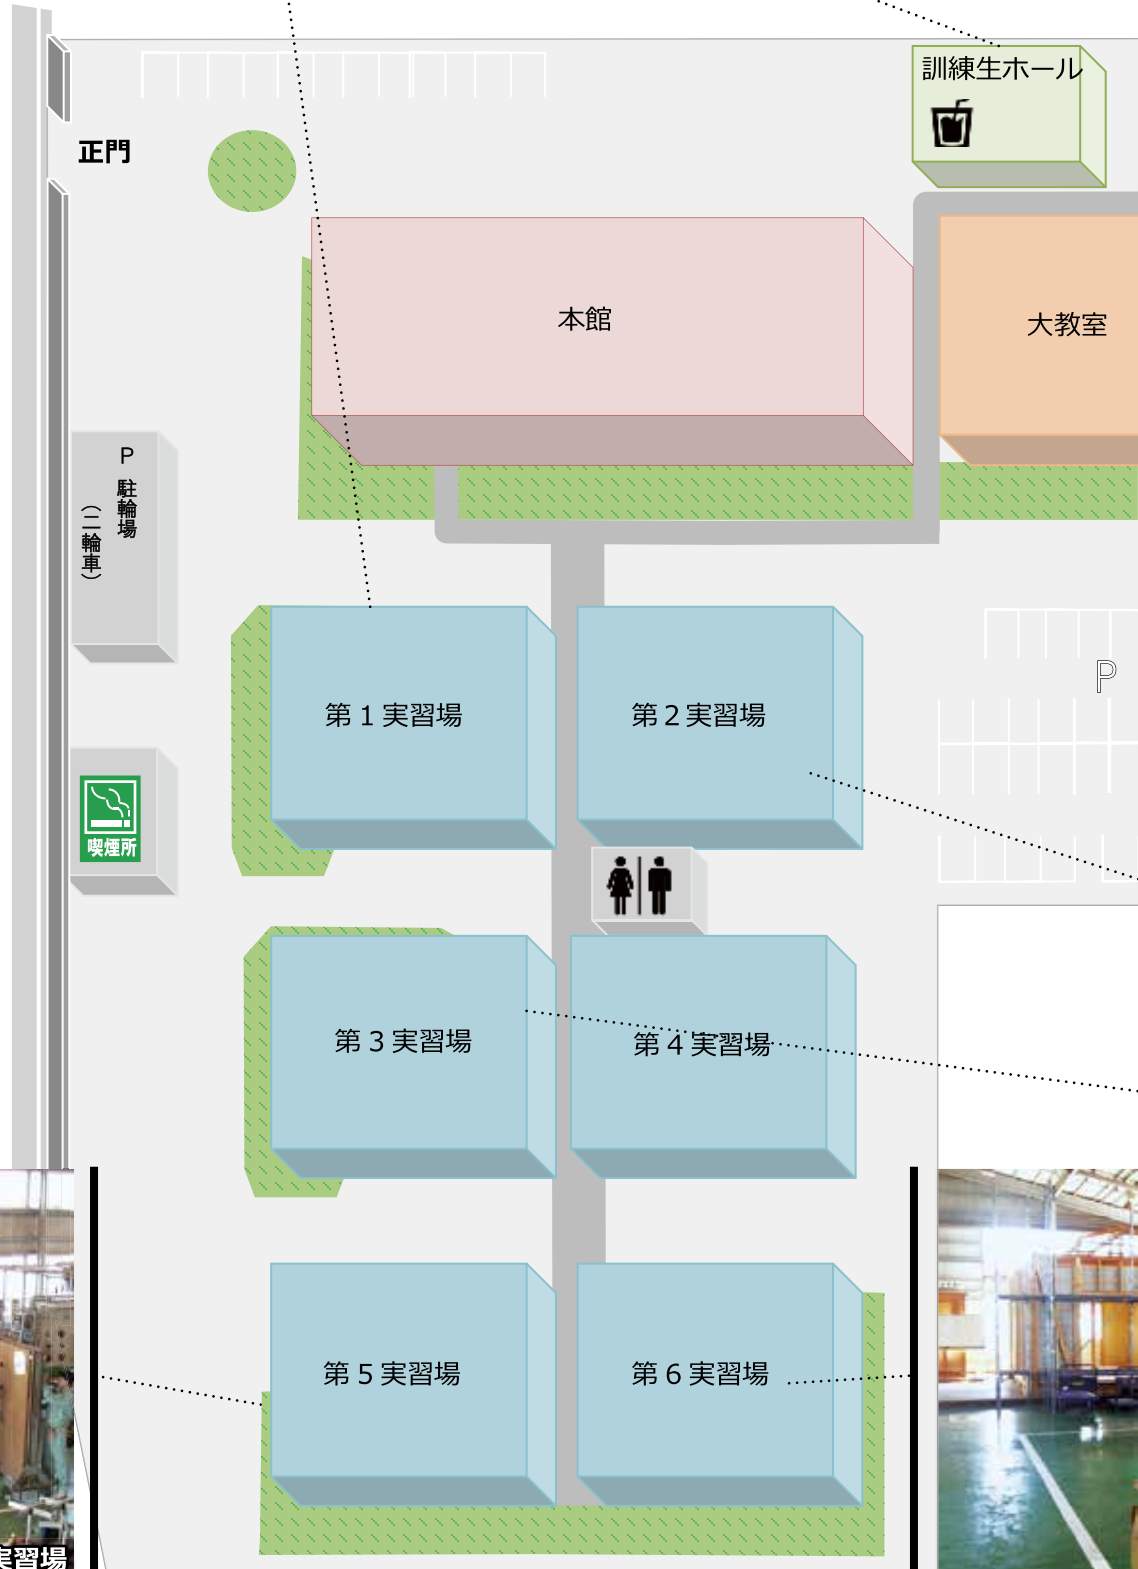 訓練生ホール
正門
本館
大教室
P 駐輪場
（二輪車）
第１実習場
第２実習場
P
喫煙所
第３実習場
第４実習場
第５実習場
第６実習場
実習場